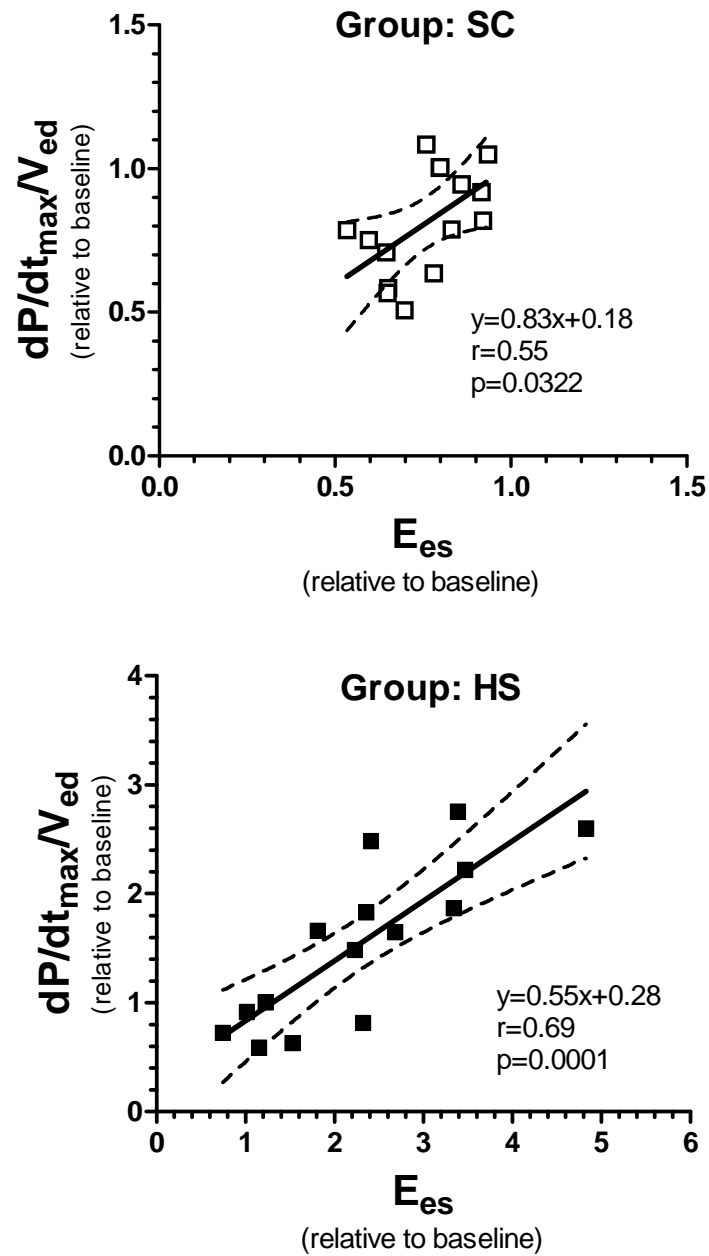 Group: SC
dP/dtmax/Ved
(relative to baseline)
1.5
1.0
0.5
0.0
y=0.83x+0.18
r=0.55
p=0.0322
0.0 0.5 1.0 1.5
Ees
(relative to baseline)
Group: HS
dP/dtmax/Ved
(relative to baseline)
4
3
2
1
0
y=0.55x+0.28
r=0.69
p=0.0001
0 1 2 3 4 5 6
Ees
(relative to baseline)